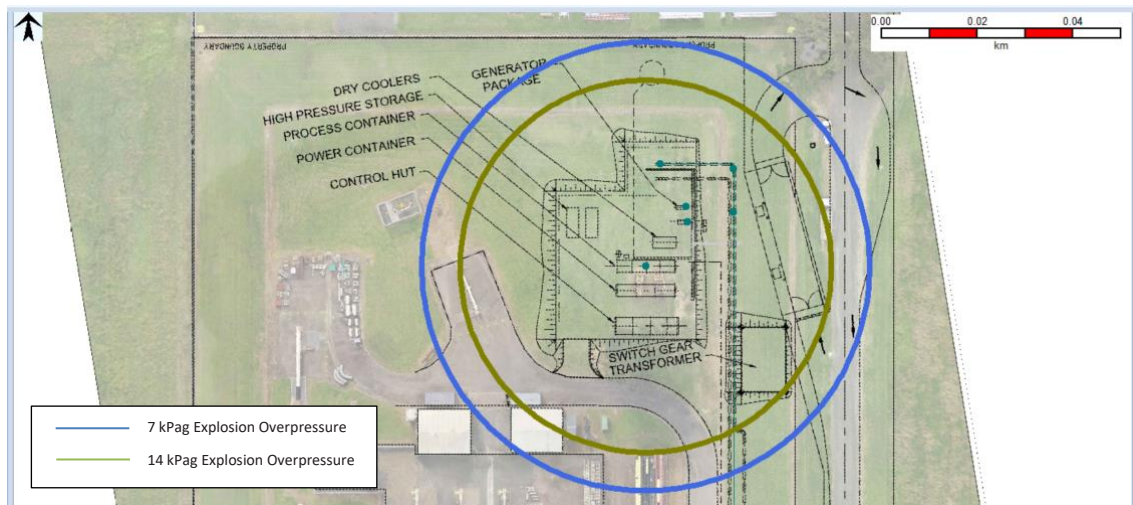 0.00 0.02 0.04
km
PROPERTY BOUNDARY
GENERATOR
PACKAGE
DRY COOLERS
HIGH PRESSURE STORAGE
PROCESS CONTAINER
POWER CONTAINER
CONTROL HUT
SWITCH GEAR
TRANSFORMER
7 kPag Explosion Overpressure
14 kPag Explosion Overpressure